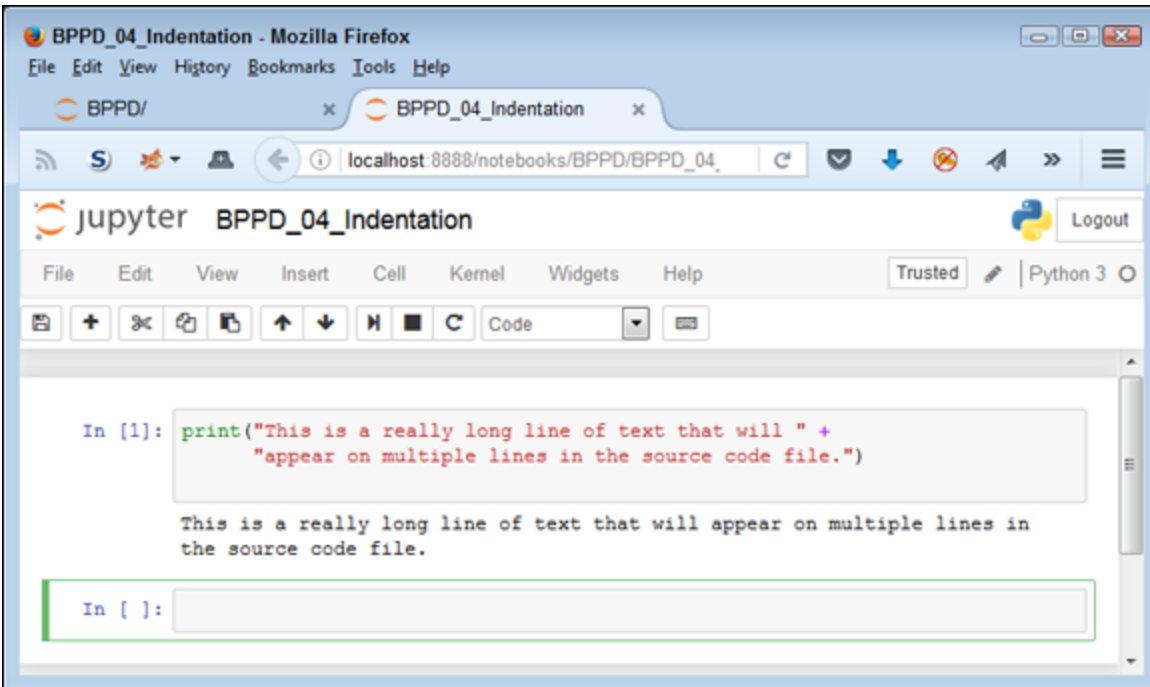 BPPD_04_Indentation - Mozilla Firefox
File Edit View History Bookmarks Tools Help
BPPD/
BPPD_04_Indentation
localhost:8888/notebooks/BPPD/BPPD_04_
jupyter BPPD_04_Indentation
Logout
File Edit View Insert Cell Kernel Widgets Help
Trusted
Python 3
Code
In [1]: print("This is a really long line of text that will " +
"appear on multiple lines in the source code file.")
This is a really long line of text that will appear on multiple lines in
the source code file.
In [ ]: